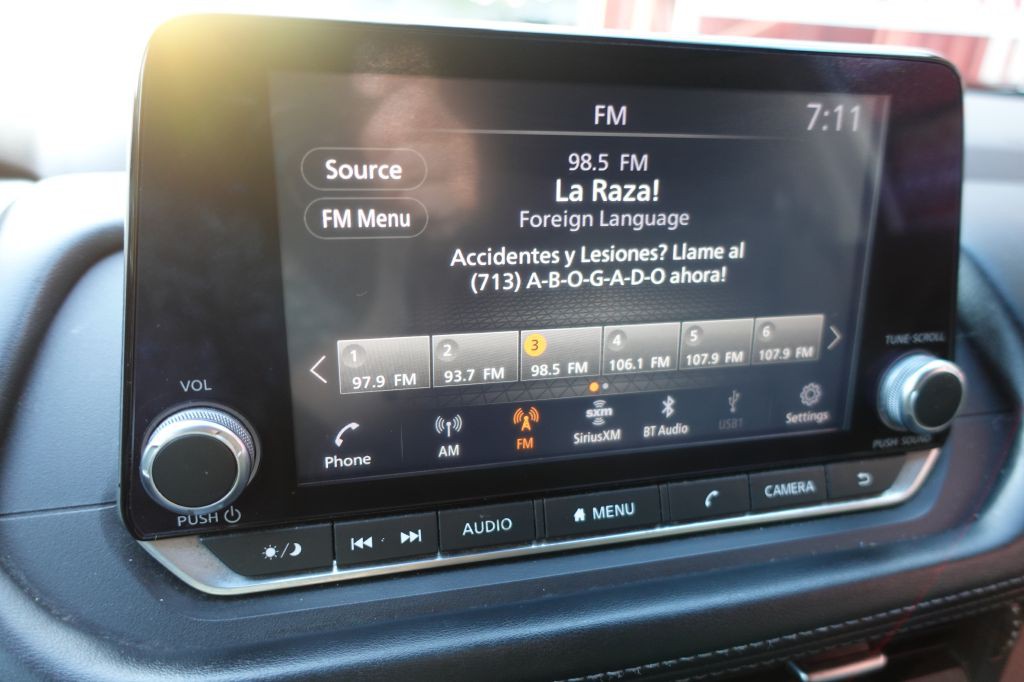 FM
7:11
Source
98.5 FM
La Raza!
FM Menu
Foreign Language
Accidentes y Lesiones? Llame al
(713) A-B-O-G-A-D-O ahora!
1 2 3 4 5 6
97.9 FM 93.7 FM 98.5 FM 106.1 FM 107.9 FM 107.9 FM
TUNE·SCROLL
VOL
Phone
AM
FM
sxm
SiriusXM
BT Audio
USB1
Settings
PUSH
PUSH·SOUND
AUDIO
MENU
CAMERA